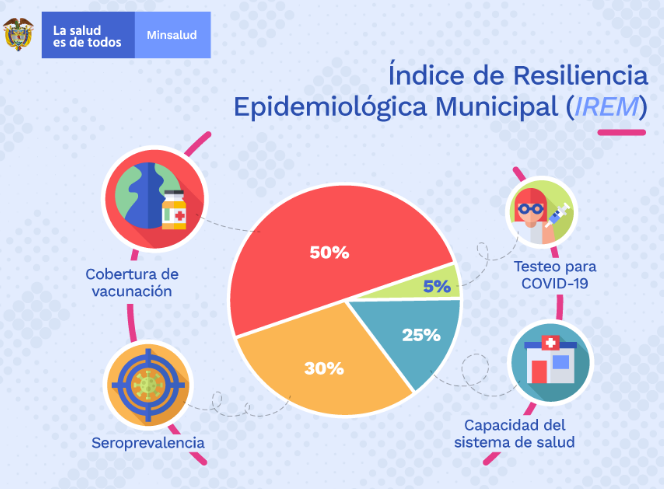 La salud
es de todos
Minsalud
Índice de Resiliencia
Epidemiológica Municipal (IREM)
50%
5%
25%
30%
Cobertura de
vacunación
Testeo para
COVID-19
Seroprevalencia
Capacidad del
sistema de salud